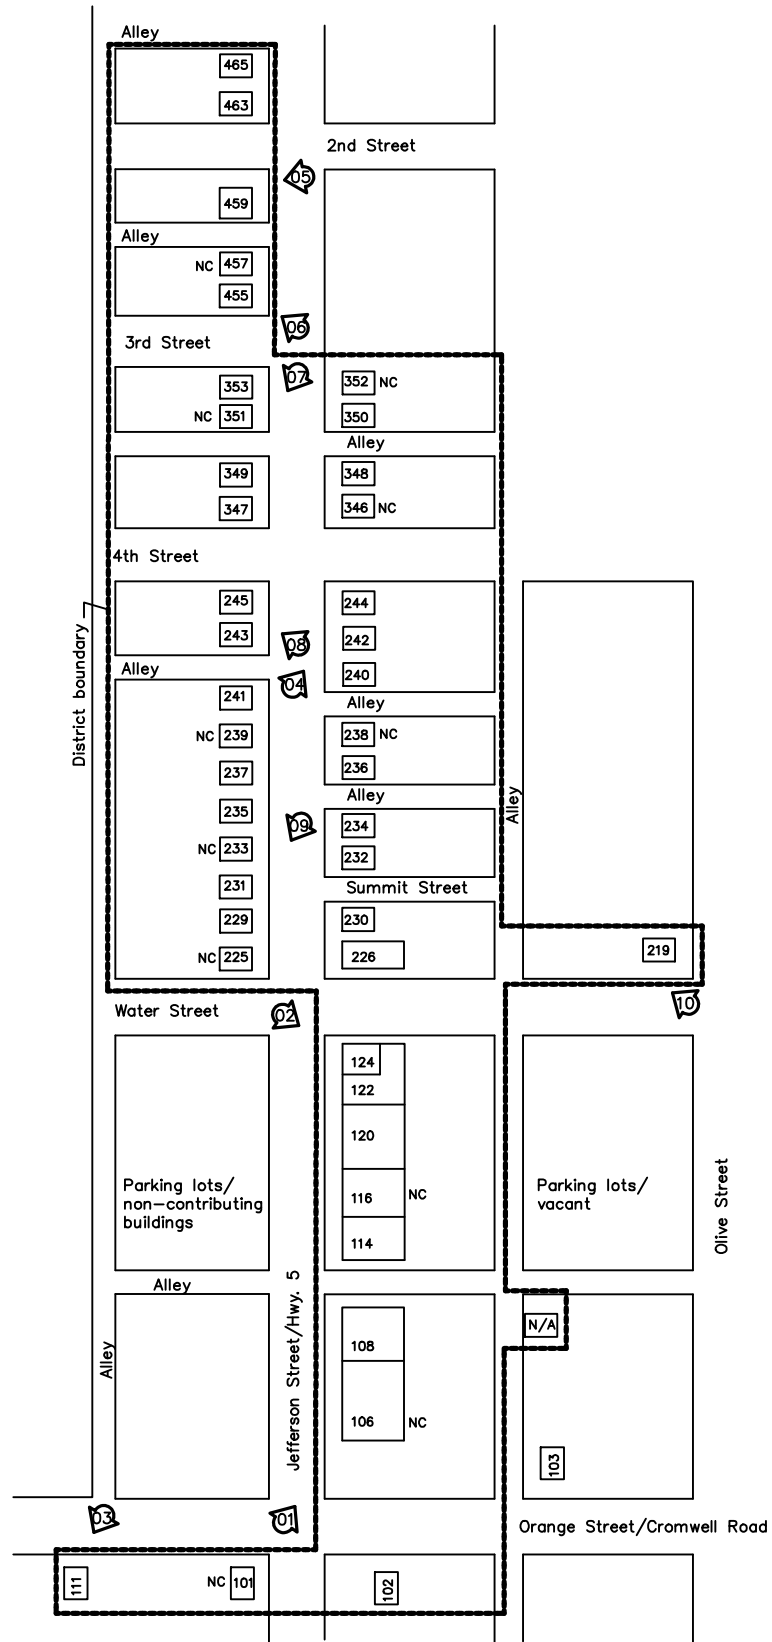 Alley
465
463
2nd Street
05
459
Alley
NC 457
455
06
3rd Street
07
353
352 NC
NC 351
350
Alley
349
348
347
346 NC
4th Street
245
244
243
242
08
District boundary
Alley
240
04
241
Alley
NC 239
238 NC
237
236
Alley
Alley
235
09
234
NC 233
232
231
Summit Street
229
230
NC 225
226
219
Water Street
02
10
124
122
120
Parking lots/
non-contributing
buildings
116 NC
Parking lots/
vacant
Olive Street
114
Alley
Jefferson Street/Hwy. 5
N/A
108
Alley
106 NC
103
03
01
Orange Street/Cromwell Road
111
NC 101
102